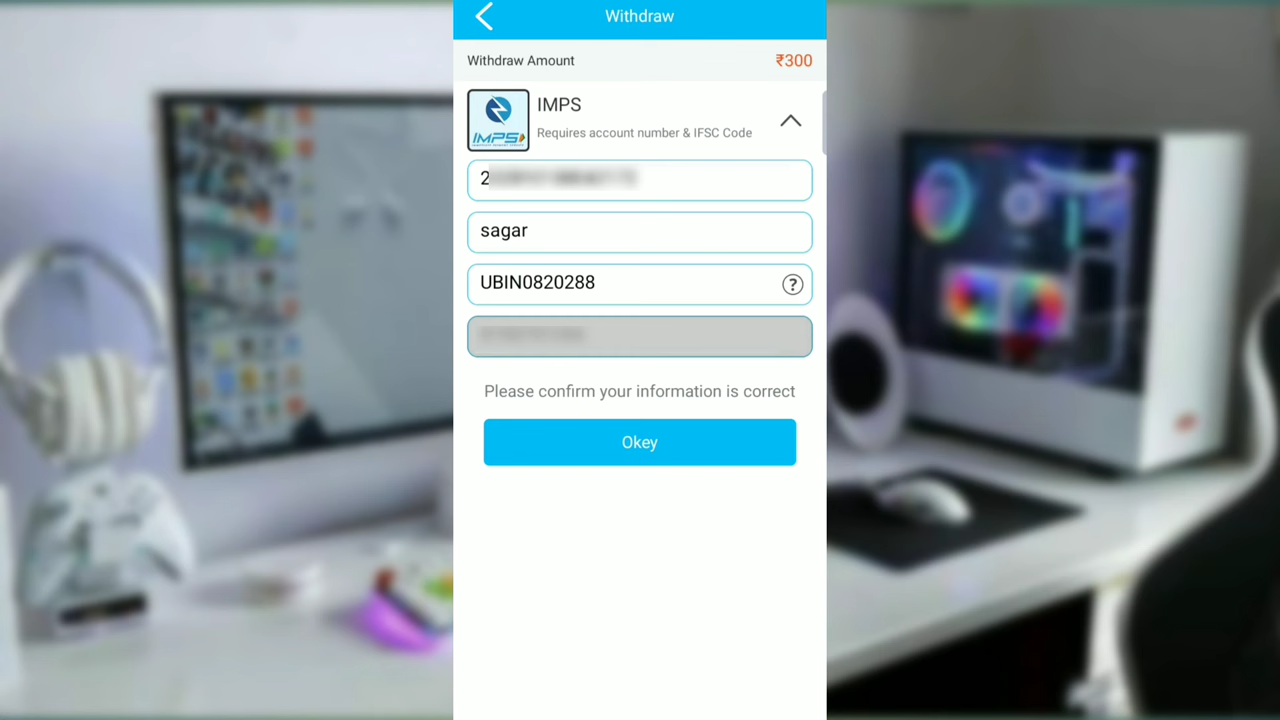 Withdraw
Withdraw Amount
₹300
IMPS
Requires account number & IFSC Code
IMPS
2
sagar
UBIN0820288
?
Please confirm your information is correct
Okey